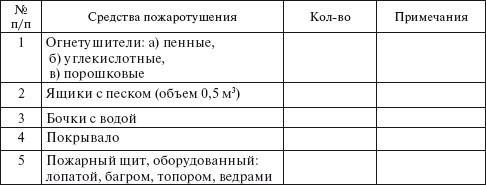 № п/п Средства пожаротушения Кол-во Примечания
1 Огнетушители: а) пенные,
б) углекислотные,
в) порошковые
2 Ящики с песком (объем 0,5 м³)
3 Бочки с водой
4 Покрывало
5 Пожарный щит, оборудованный:
лопатой, багром, топором, ведрами